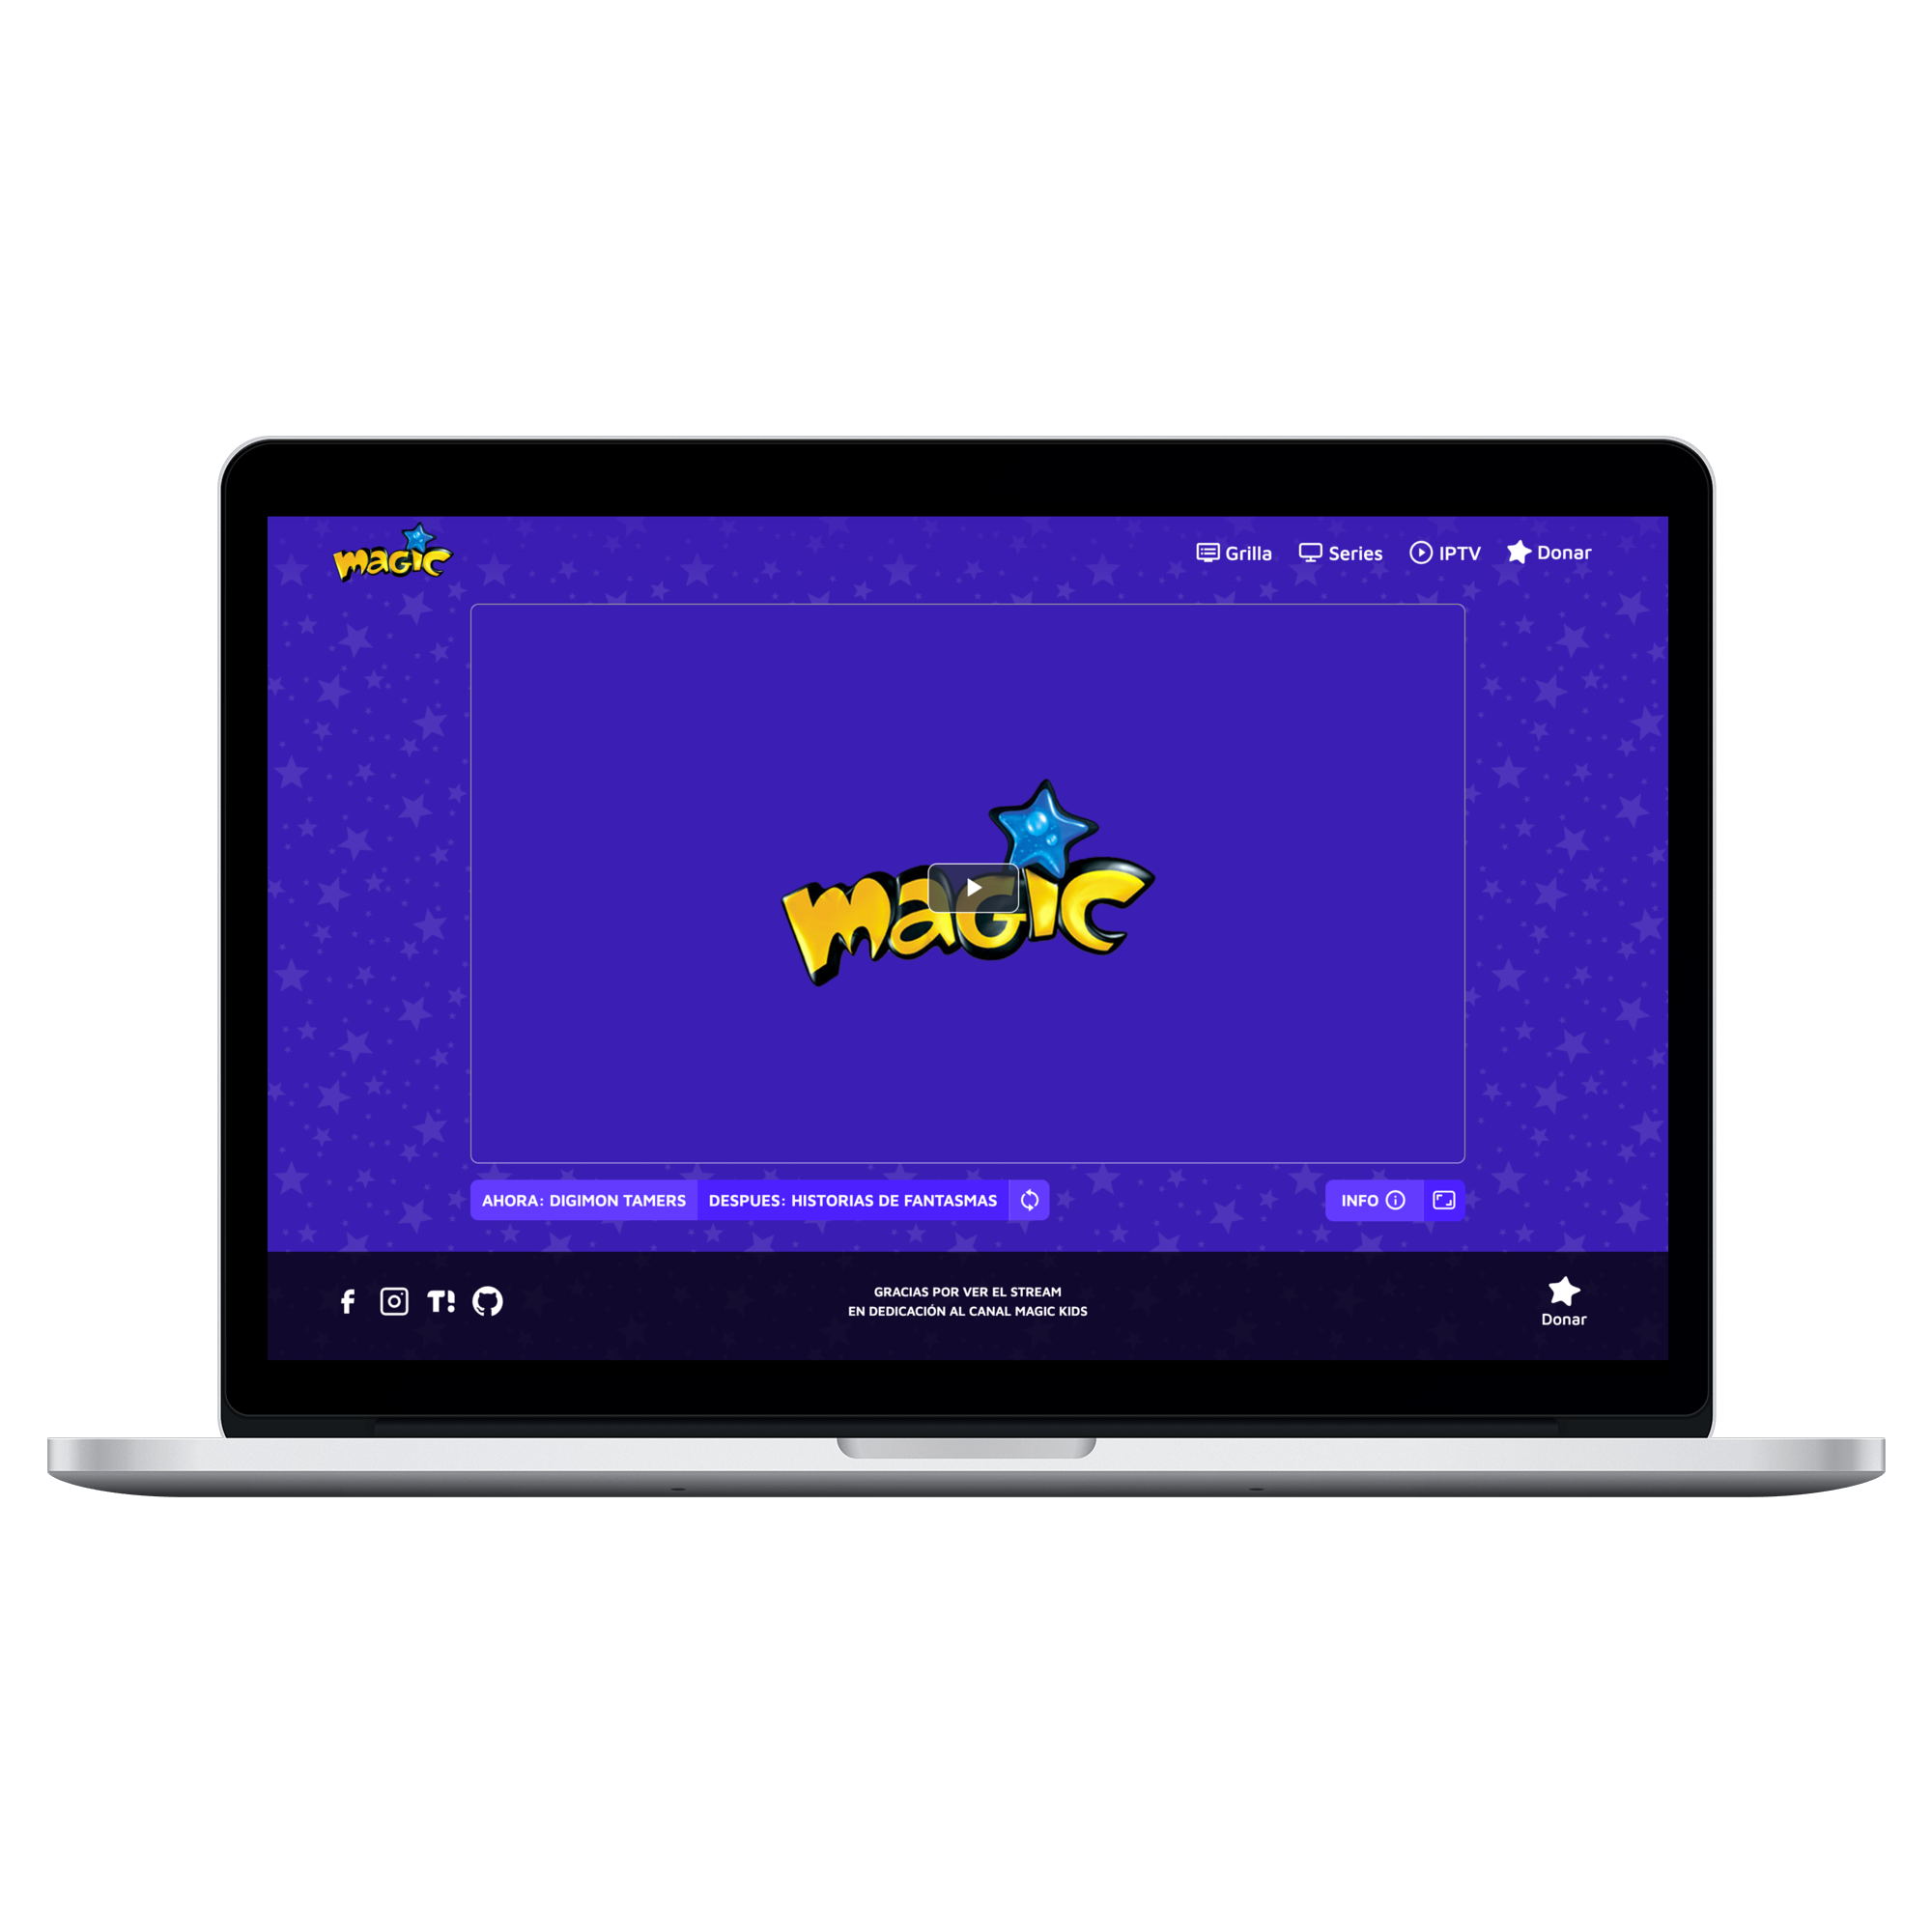 magic
Grilla
Series
IPTV
Donar
magic
AHORA: DIGIMON TAMERS
DESPUES: HISTORIAS DE FANTASMAS
INFO
f
T!
GRACIAS POR VER EL STREAM
EN DEDICACIÓN AL CANAL MAGIC KIDS
Donar